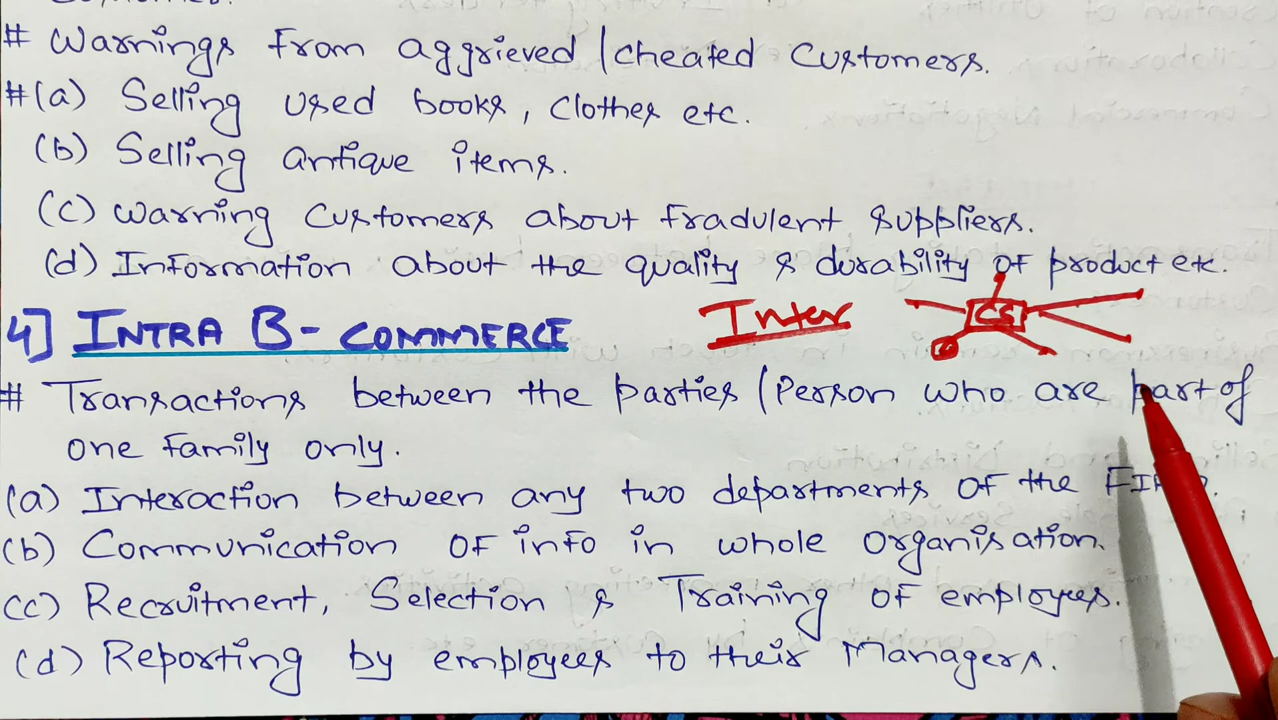 # Warnings from aggrieved/cheated customers.
#(a) Selling used books, clothes etc.
(b) Selling antique items.
(c) Warning customers about fradulent suppliers.
(d) Information about the quality & durability of product etc.
4] INTRA B-COMMERCE Inter CS
# Transactions between the parties (Person who are part of
one family only.
(a) Interaction between any two departments of the
(b) Communication of info in whole organisation.
(c) Recruitment, Selection & Training of employees.
(d) Reporting by employees to their Managers.